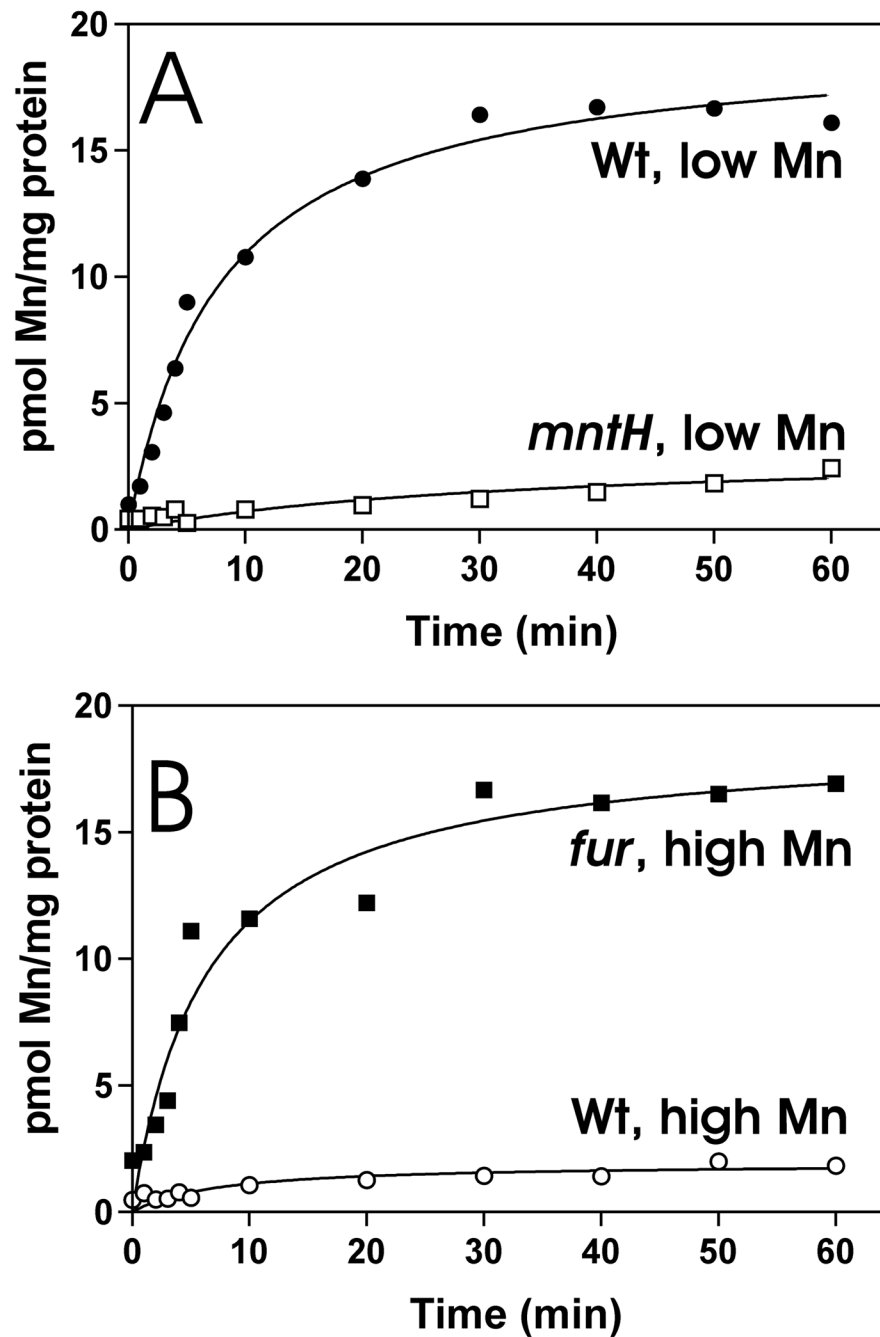 A
20
15
10
5
0
pmol Mn/mg protein
Wt, low Mn
mntH, low Mn
0 10 20 30 40 50 60
Time (min)
B
20
15
10
5
0
pmol Mn/mg protein
fur, high Mn
Wt, high Mn
0 10 20 30 40 50 60
Time (min)